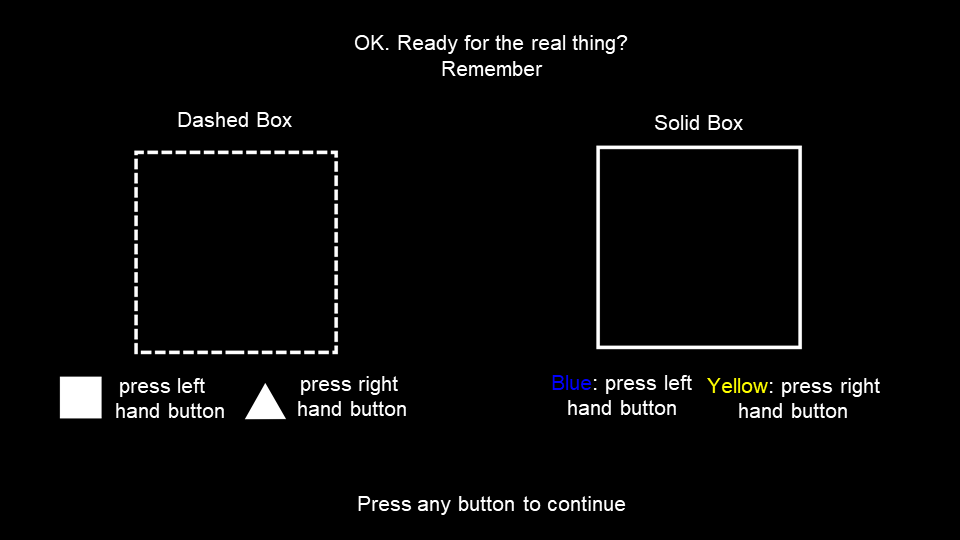 OK. Ready for the real thing?
Remember
Dashed Box
Solid Box
press left
hand button
press right
hand button
Blue: press left
hand button
Yellow: press right
hand button
Press any button to continue